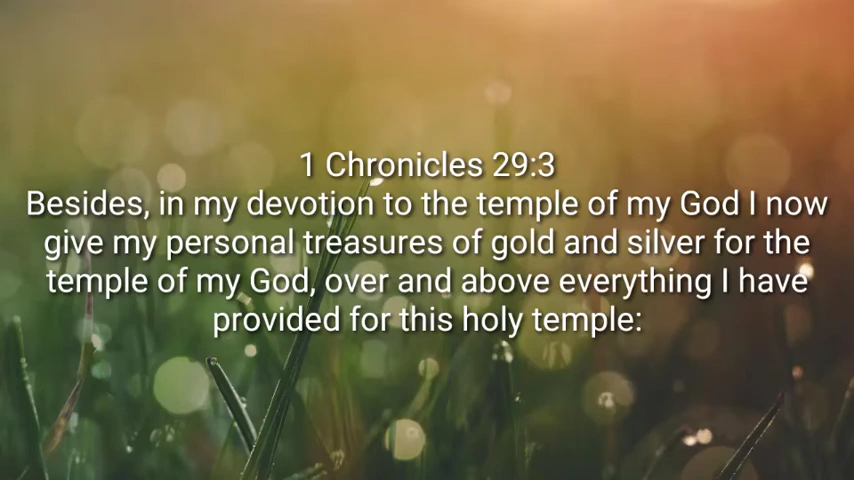 1 Chronicles 29:3
Besides, in my devotion to the temple of my God I now
give my personal treasures of gold and silver for the
temple of my God, over and above everything I have
provided for this holy temple: